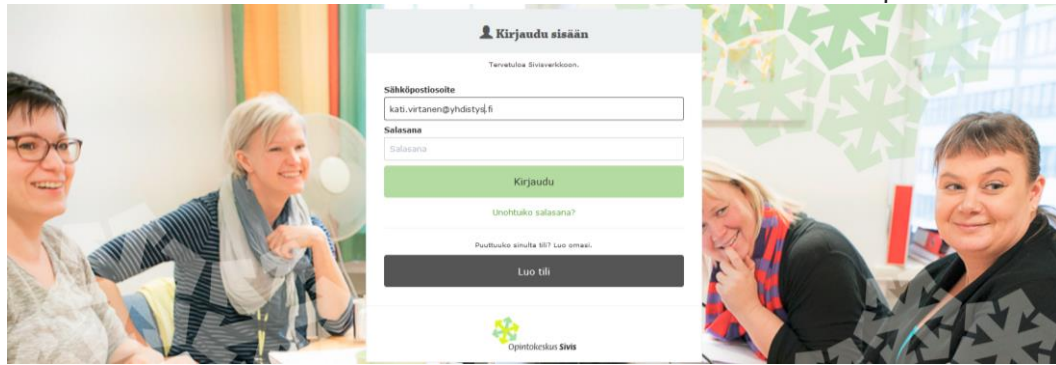 Kirjaudu sisään
Tervetuloa Sivisverkkoon.
Sähköpostiosoite
kati.virtanen@yhdistys.fi
Salasana
Salasana
Kirjaudu
Unohtuiko salasana?
Puuttuuko sinulta tili? Luo omasi.
Luo tili
Opintokeskus Sivis